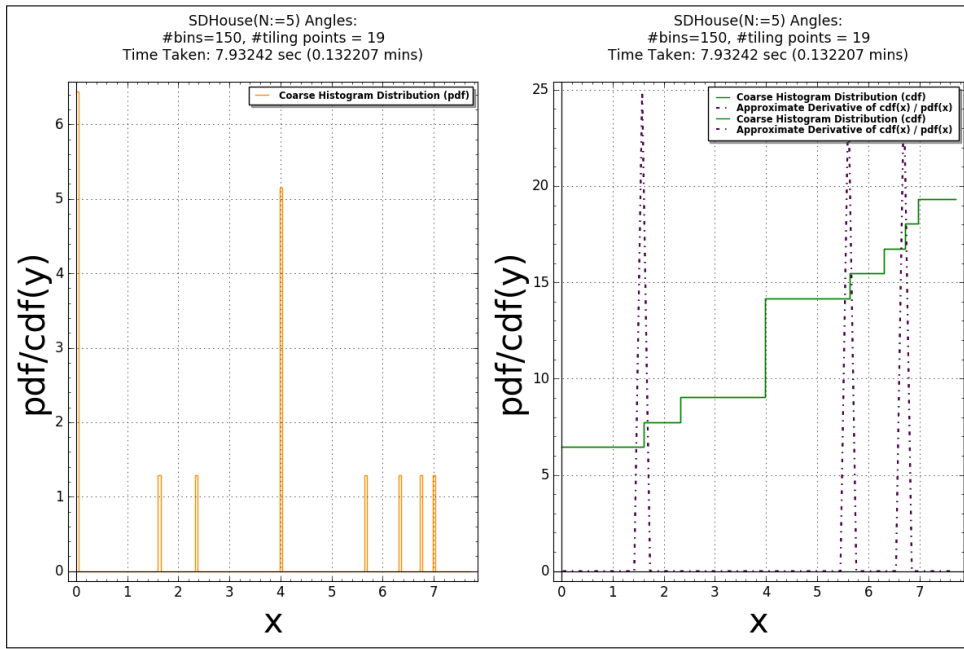 SDHouse(N:=5) Angles:
#bins=150, #tiling points = 19
Time Taken: 7.93242 sec (0.132207 mins)
Coarse Histogram Distribution (pdf)
6
5
4
3
2
1
0
pdf/cdf(y)
0 1 2 3 4 5 6 7
x
SDHouse(N:=5) Angles:
#bins=150, #tiling points = 19
Time Taken: 7.93242 sec (0.132207 mins)
Coarse Histogram Distribution (cdf)
Approximate Derivative of cdf(x) / pdf(x)
Coarse Histogram Distribution (cdf)
Approximate Derivative of cdf(x) / pdf(x)
25
20
15
10
5
0
pdf/cdf(y)
0 1 2 3 4 5 6 7
x